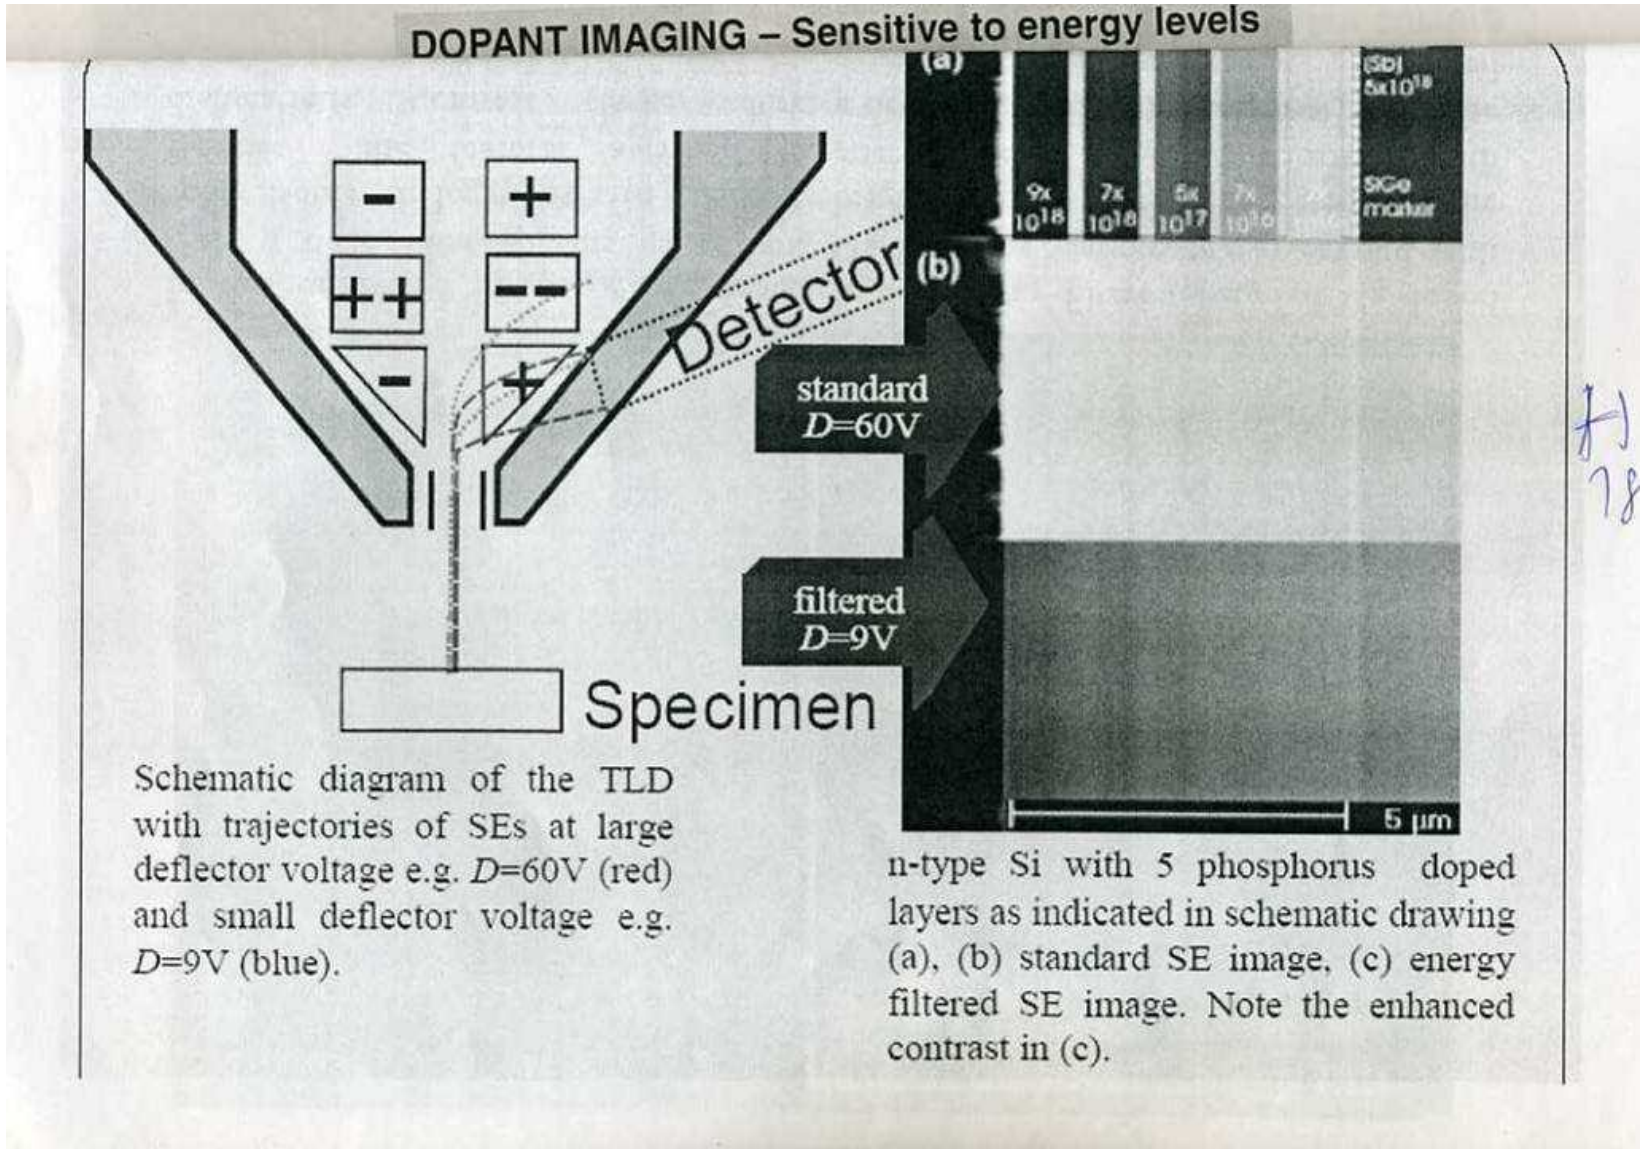 DOPANT IMAGING – Sensitive to energy levels
(a)
(Sb)
5x10¹⁸
9x
10¹⁸
7x
10¹⁸
10¹⁷
7x
10¹⁶
SiGe
marker
-
+
++
--
-
+
Detector
(b)
standard
D=60V
filtered
D=9V
Specimen
5 µm
Schematic diagram of the TLD
with trajectories of SEs at large
deflector voltage e.g. D=60V (red)
and small deflector voltage e.g.
D=9V (blue).
n-type Si with 5 phosphorus doped
layers as indicated in schematic drawing
(a), (b) standard SE image, (c) energy
filtered SE image. Note the enhanced
contrast in (c).